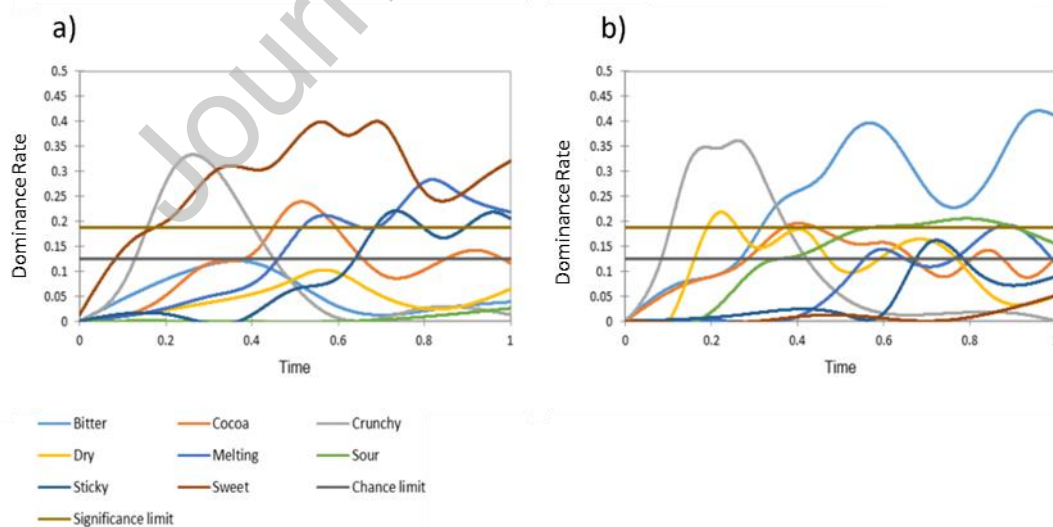 a)
b)
Journ
0.5
0.45
0.4
0.35
0.3
0.25
0.2
0.15
0.1
0.05
0
Dominance Rate
0 0.2 0.4 0.6 0.8 1
Time
0.5
0.45
0.4
0.35
0.3
0.25
0.2
0.15
0.1
0.05
0
Dominance Rate
0 0.2 0.4 0.6 0.8
Time
Bitter Cocoa Crunchy
Dry Melting Sour
Sticky Sweet Chance limit
Significance limit